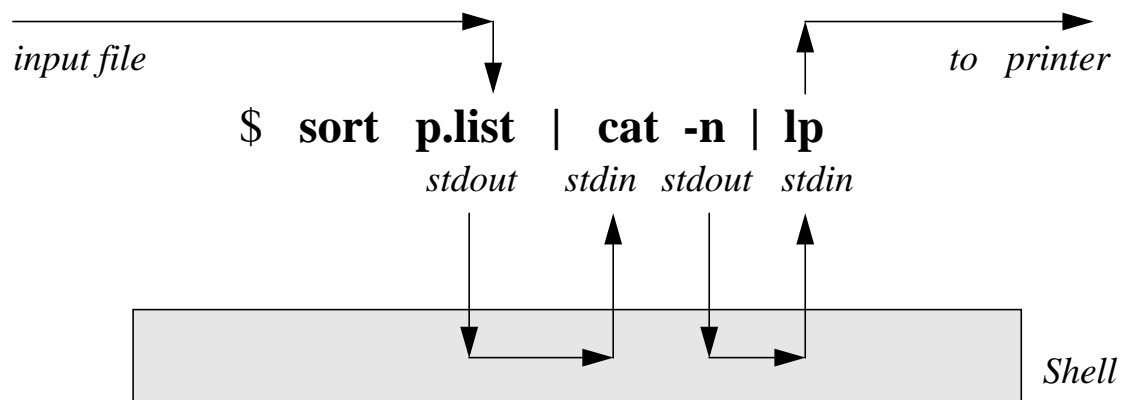 input file
to printer
$ sort p.list | cat -n | lp
stdout stdin stdout stdin
Shell